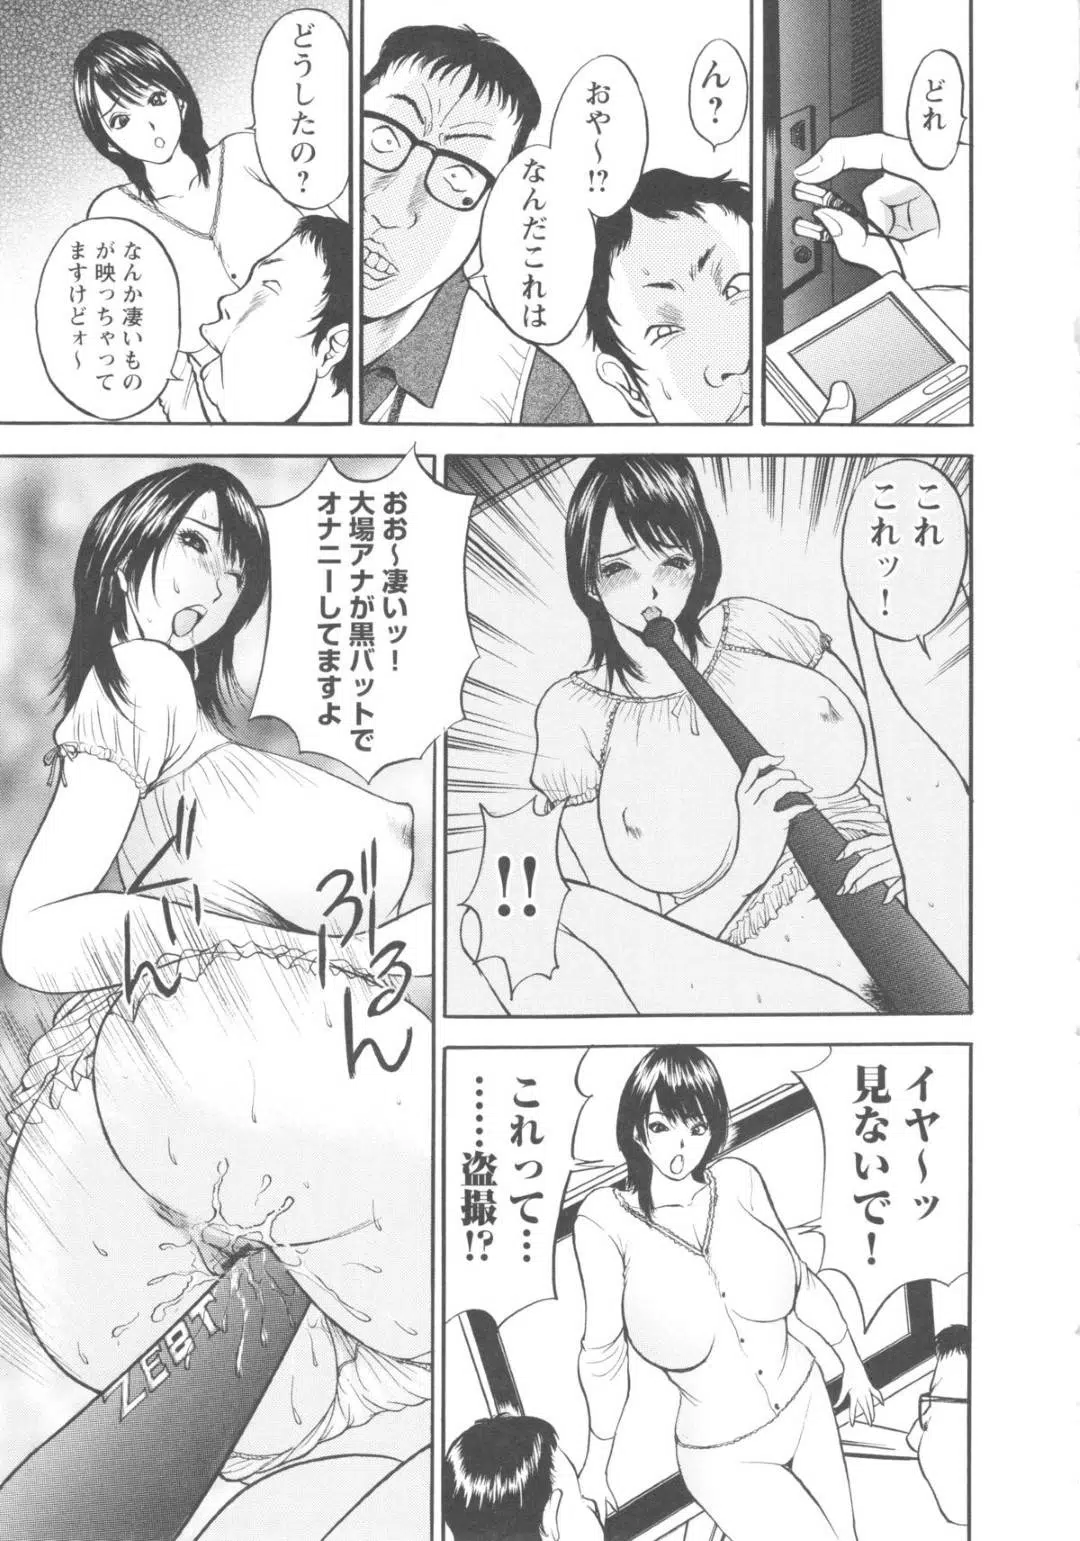 どれ
ん？
おや～!?
なんだこれは
どうしたの？
なんか凄いもの
が映っちゃって
ますけどォ～
これ
これッ！
!!
おお～凄いッ！
大場アナが黒バットで
オナニーしてますよ
ぶるん
ぐいん
ZEBT
イヤ～ッ
見ないで！
これって…
……盗撮!?